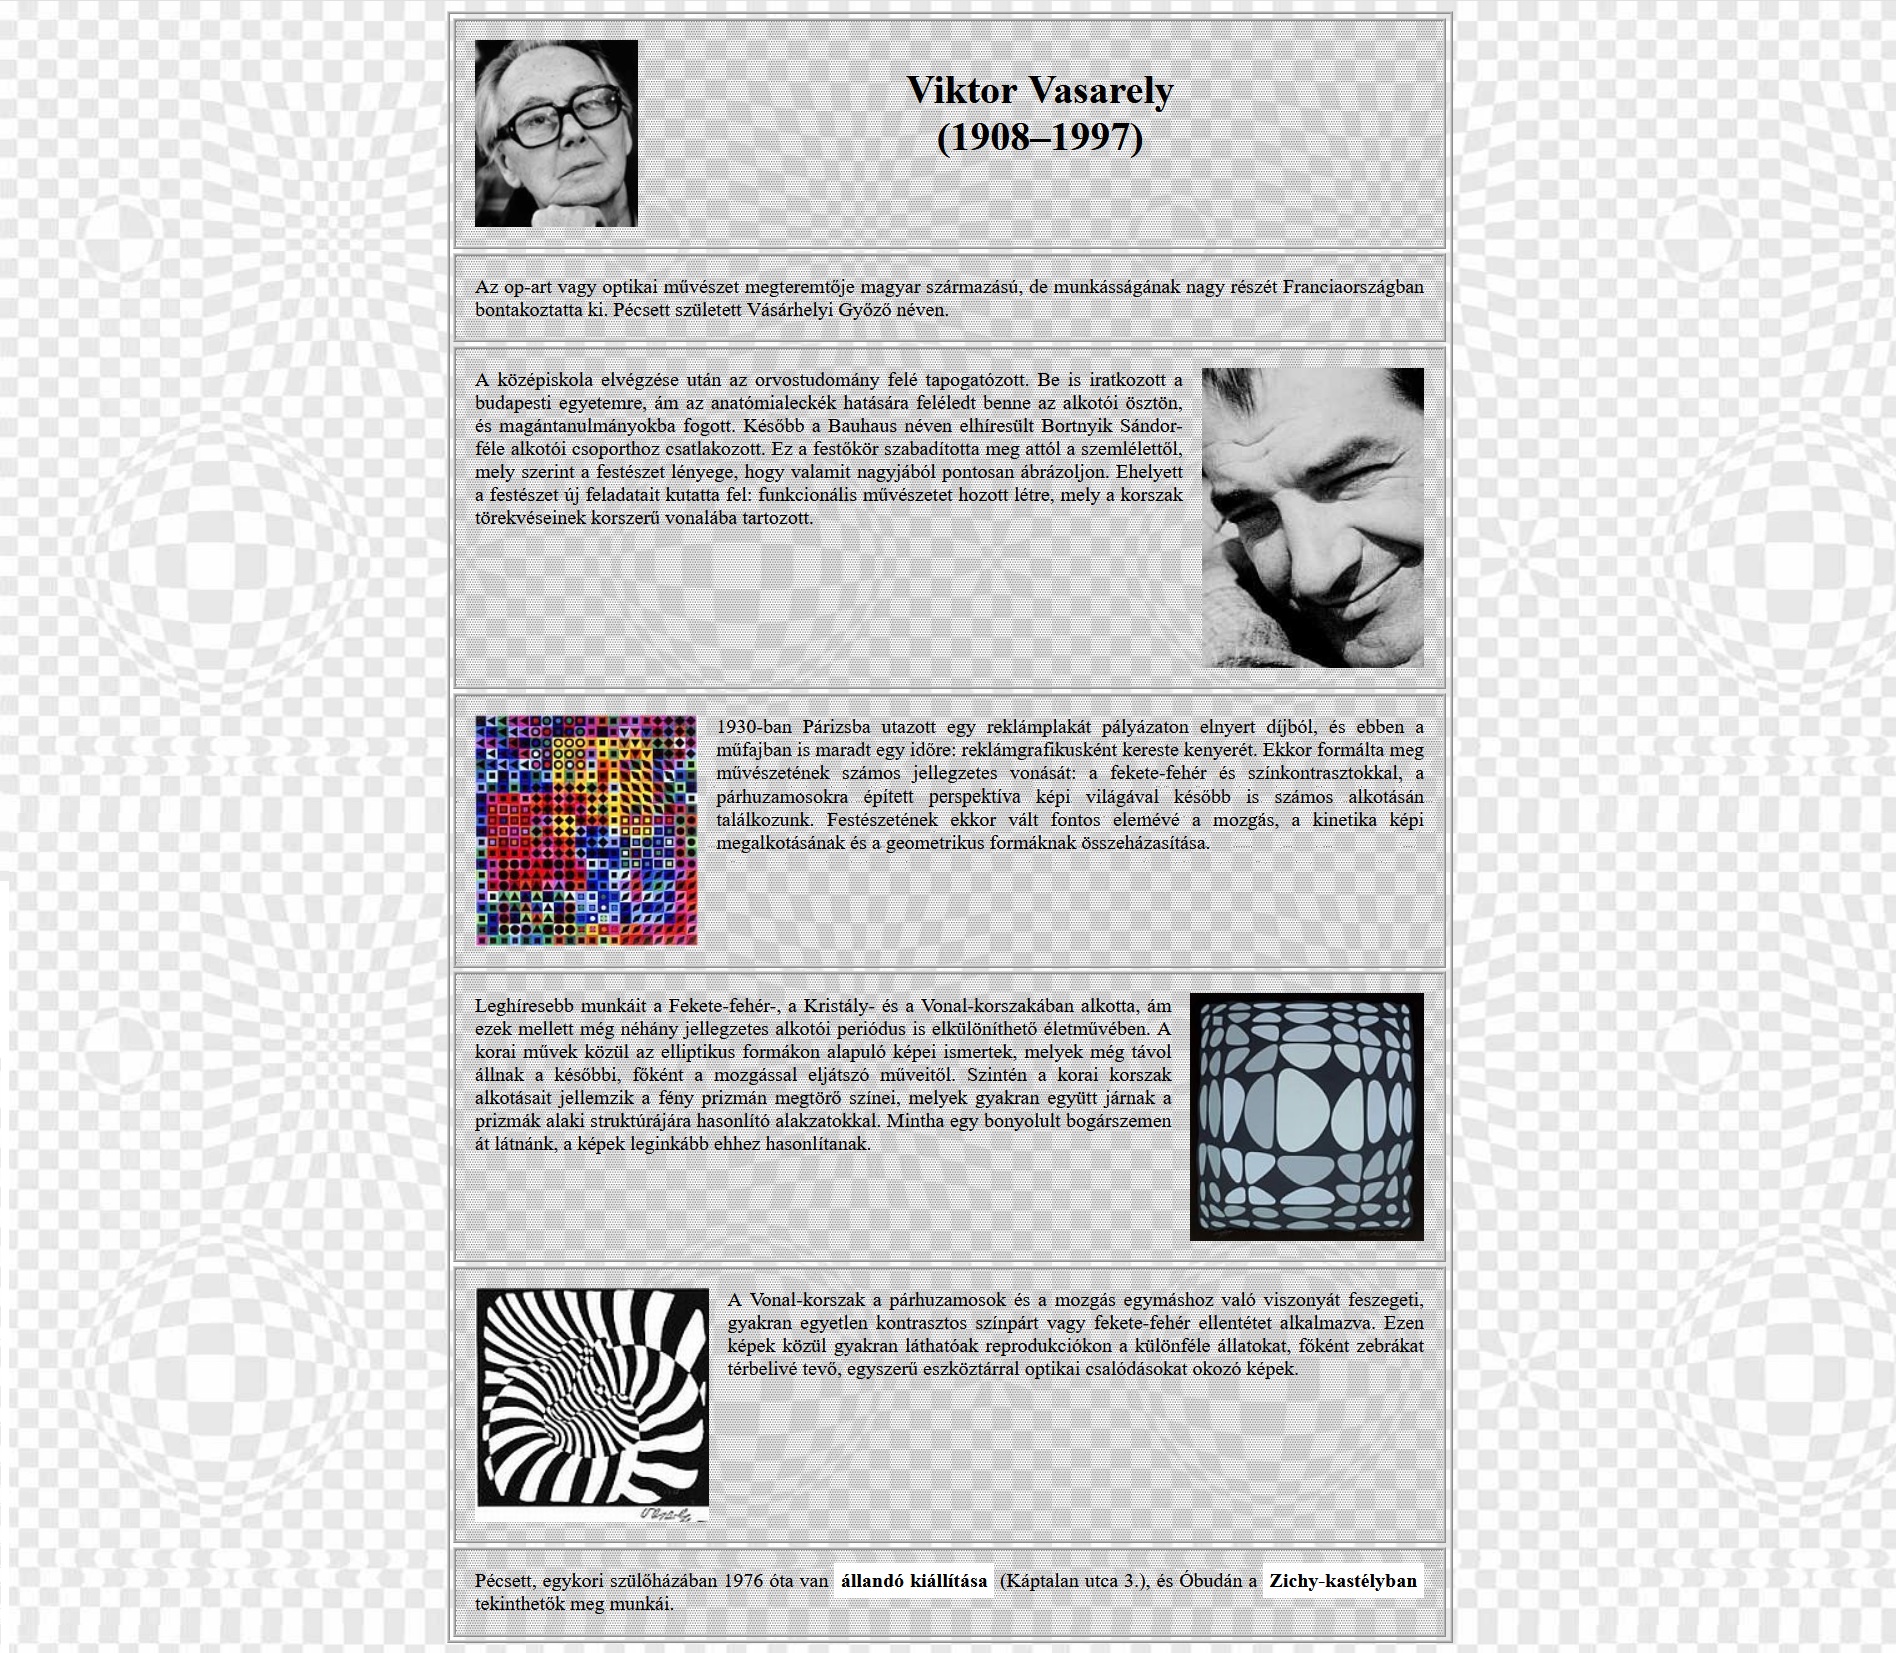 Viktor Vasarely
(1908–1997)
Az op-art vagy optikai művészet megteremtője magyar származású, de munkásságának nagy részét Franciaországban
bontakoztatta ki. Pécsett született Vásárhelyi Győző néven.
A középiskola elvégzése után az orvostudomány felé tapogatózott. Be is iratkozott a
budapesti egyetemre, ám az anatómialeckék hatására feléledt benne az alkotói ösztön,
és magántanulmányokba fogott. Később a Bauhaus néven elhíresült Bortnyik Sándor-
féle alkotói csoporthoz csatlakozott. Ez a festőkör szabadította meg attól a szemlélettől,
mely szerint a festészet lényege, hogy valamit nagyjából pontosan ábrázoljon. Ehelyett
a festészet új feladatait kutatta fel: funkcionális művészetet hozott létre, mely a korszak
törekvéseinek korszerű vonalába tartozott.
1930-ban Párizsba utazott egy reklámplakát pályázaton elnyert díjból, és ebben a
műfajban is maradt egy időre: reklámgrafikusként kereste kenyerét. Ekkor formálta meg
művészetének számos jellegzetes vonását: a fekete-fehér és színkontrasztokkal, a
párhuzamosokra épített perspektíva képi világával később is számos alkotásán
találkozunk. Festészetének ekkor vált fontos elemévé a mozgás, a kinetika képi
megalkotásának és a geometrikus formáknak összeházasítása.
Leghíresebb munkáit a Fekete-fehér-, a Kristály- és a Vonal-korszakában alkotta, ám
ezek mellett még néhány jellegzetes alkotói periódus is elkülöníthető életművében. A
korai művek közül az elliptikus formákon alapuló képei ismertek, melyek még távol
állnak a későbbi, főként a mozgással eljátszó műveitől. Szintén a korai korszak
alkotásait jellemzik a fény prizmán megtörő színei, melyek gyakran együtt járnak a
prizmák alaki struktúrájára hasonlító alakzatokkal. Mintha egy bonyolult bogárszemen
át látnánk, a képek leginkább ehhez hasonlítanak.
A Vonal-korszak a párhuzamosok és a mozgás egymáshoz való viszonyát feszegeti,
gyakran egyetlen kontrasztos színpárt vagy fekete-fehér ellentétet alkalmazva. Ezen
képek közül gyakran láthatóak reprodukciókon a különféle állatokat, főként zebrákat
térbelivé tevő, egyszerű eszköztárral optikai csalódásokat okozó képek.
Pécsett, egykori szülőházában 1976 óta van állandó kiállítása (Káptalan utca 3.), és Óbudán a Zichy-kastélyban
tekinthetők meg munkái.